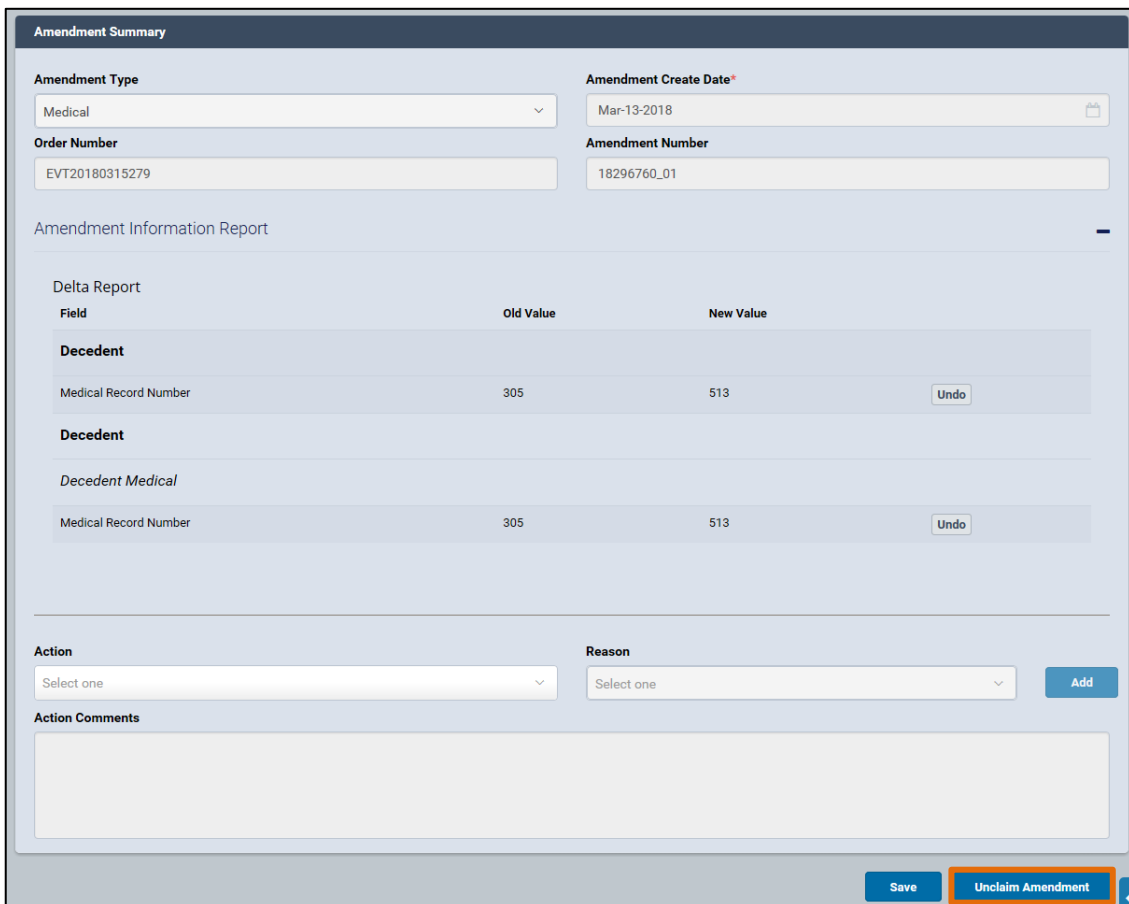 Amendment Summary
Amendment Type
Amendment Create Date*
Medical
Mar-13-2018
Order Number
Amendment Number
EVT20180315279
18296760_01
Amendment Information Report
Delta Report
Field Old Value New Value
Decedent
Medical Record Number 305 513 Undo
Decedent
Decedent Medical
Medical Record Number 305 513 Undo
Action
Reason
Select one
Select one
Add
Action Comments
Save
Unclaim Amendment